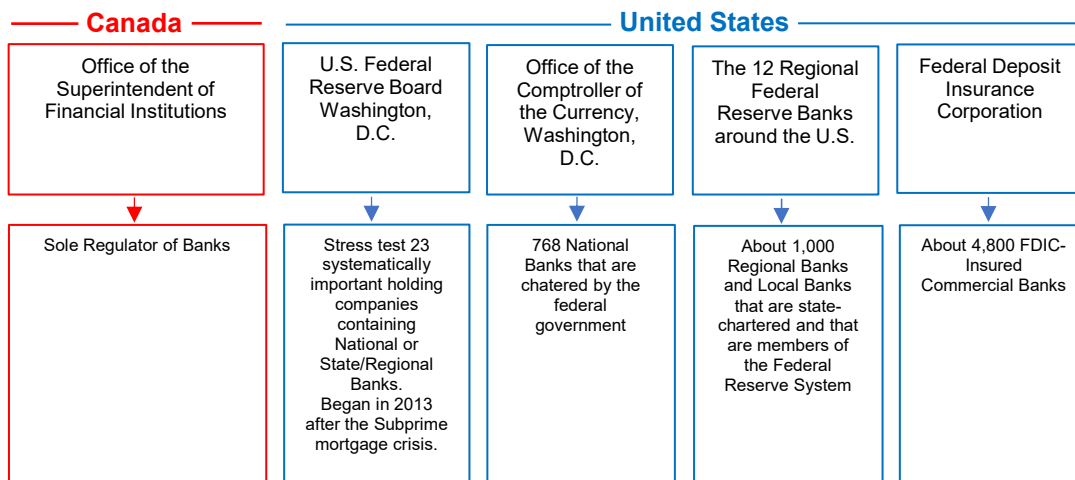 Canada
United States
Office of the
Superintendent of
Financial Institutions
U.S. Federal
Reserve Board
Washington,
D.C.
Office of the
Comptroller of
the Currency,
Washington,
D.C.
The 12 Regional
Federal
Reserve Banks
around the U.S.
Federal Deposit
Insurance
Corporation
Sole Regulator of Banks
Stress test 23
systematically
important holding
companies
containing
National or
State/Regional
Banks.
Began in 2013
after the Subprime
mortgage crisis.
768 National
Banks that are
chatered by the
federal
government
About 1,000
Regional Banks
and Local Banks
that are state-
chartered and that
are members of
the Federal
Reserve System
About 4,800 FDIC-
Insured
Commercial Banks